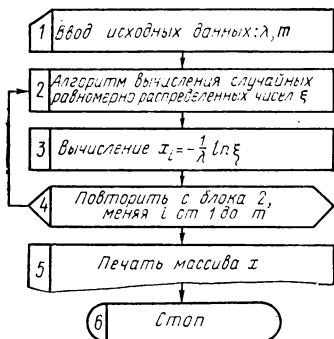 1 Ввод исходных данных: λ, m
2 Алгоритм вычисления случайных
равномерно распределенных чисел ξ
3 Вычисление x_i = -1/λ ln ξ
4 Повторить с блока 2,
меняя i от 1 до m
5 Печать массива x
6 Стоп